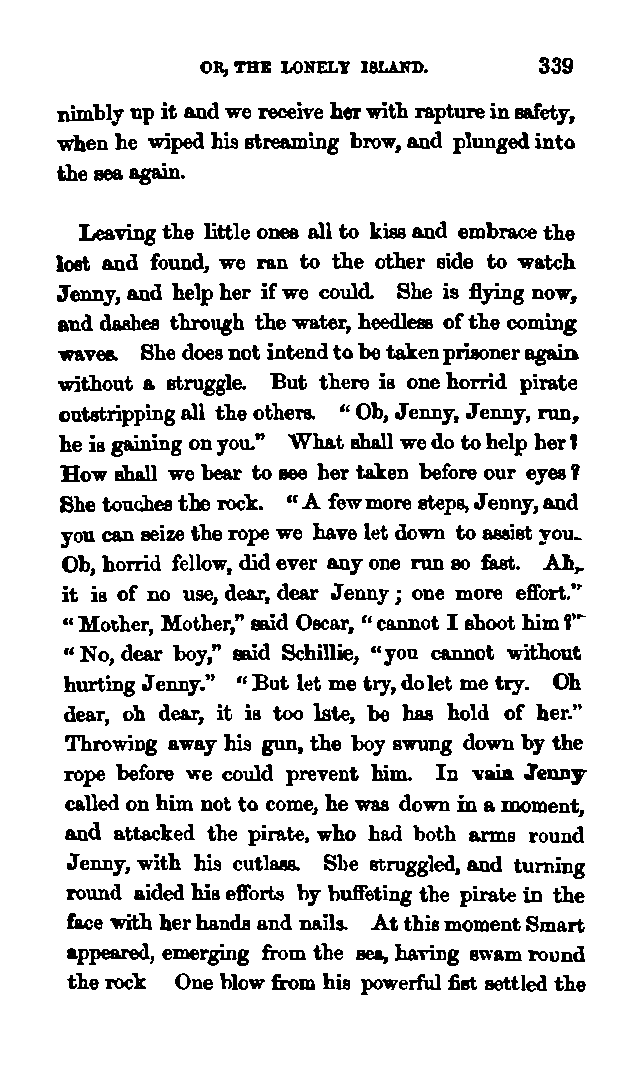 OR, THE LONELY ISLAND. 339
nimbly up it and we receive her with rapture in safety,
when he wiped his streaming brow, and plunged into
the sea again.
Leaving the little ones all to kiss and embrace the
lost and found, we ran to the other side to watch
Jenny, and help her if we could. She is flying now,
and dashes through the water, heedless of the coming
waves. She does not intend to be taken prisoner again
without a struggle. But there is one horrid pirate
outstripping all the others. "Oh, Jenny, Jenny, run,
he is gaining on you." What shall we do to help her?
How shall we bear to see her taken before our eyes?
She touches the rock. "A few more steps, Jenny, and
you can seize the rope we have let down to assist you.
Oh, horrid fellow, did ever any one run so fast. Ah,
it is of no use, dear, dear Jenny; one more effort."
"Mother, Mother," said Oscar, "cannot I shoot him?"
"No, dear boy," said Schillie, "you cannot without
hurting Jenny." "But let me try, do let me try. Oh
dear, oh dear, it is too late, he has hold of her."
Throwing away his gun, the boy swung down by the
rope before we could prevent him. In vain Jenny
called on him not to come, he was down in a moment,
and attacked the pirate, who had both arms round
Jenny, with his cutlass. She struggled, and turning
round aided his efforts by buffeting the pirate in the
face with her hands and nails. At this moment Smart
appeared, emerging from the sea, having swam round
the rock One blow from his powerful fist settled the